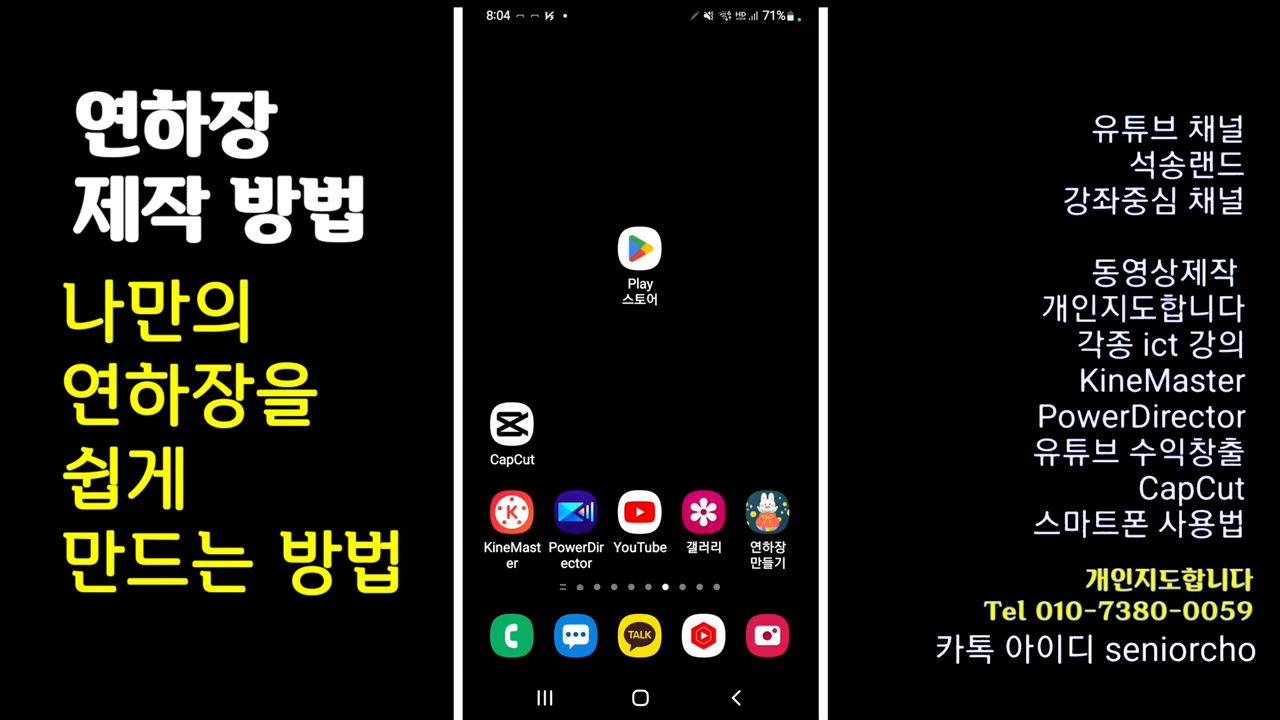 연하장
제작 방법
나만의
연하장을
쉽게
만드는 방법
8:04
HD
71%
Play
스토어
CapCut
KineMast
er
PowerDir
ector
YouTube
갤러리
연하장
만들기
TALK
유튜브 채널
석송랜드
강좌중심 채널
동영상제작
개인지도합니다
각종 ict 강의
KineMaster
PowerDirector
유튜브 수익창출
CapCut
스마트폰 사용법
개인지도합니다
Tel 010-7380-0059
카톡 아이디 seniorcho